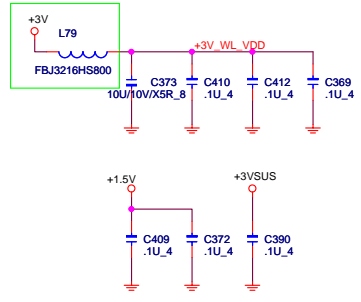 +3V
L79
FBJ3216HS800
+3V_WL_VDD
C373
10U/10V/X5R_8
C410
.1U_4
C412
.1U_4
C369
.1U_4
+1.5V
+3VSUS
C409
.1U_4
C372
.1U_4
C390
.1U_4